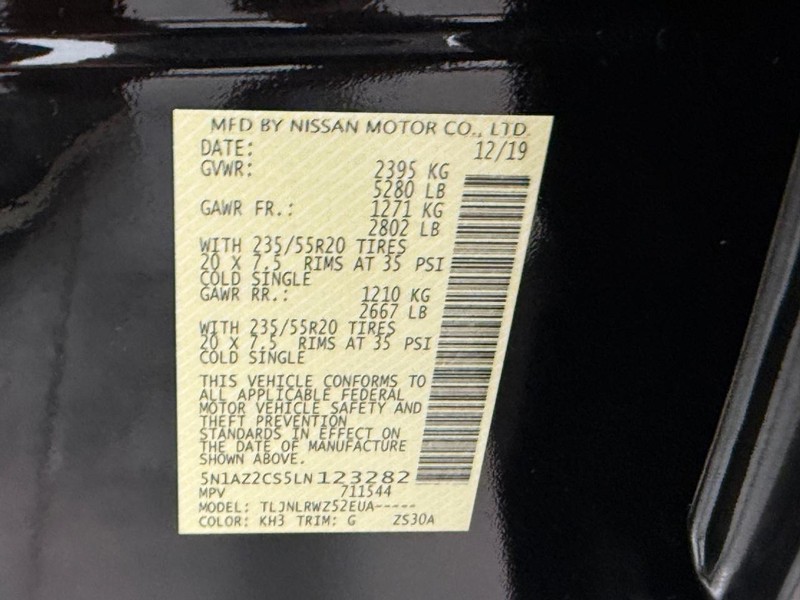 MFD BY NISSAN MOTOR CO., LTD.
DATE: 12/19
GVWR: 2395 KG
5280 LB
GAWR FR.: 1271 KG
2802 LB
WITH 235/55R20 TIRES
20 X 7.5 RIMS AT 35 PSI
COLD SINGLE
GAWR RR.: 1210 KG
2667 LB
WITH 235/55R20 TIRES
20 X 7.5 RIMS AT 35 PSI
COLD SINGLE
THIS VEHICLE CONFORMS TO
ALL APPLICABLE FEDERAL
MOTOR VEHICLE SAFETY AND
THEFT PREVENTION
STANDARDS IN EFFECT ON
THE DATE OF MANUFACTURE
5N1AZ2CS5LN123282
MPV 711544
MODEL: TLJNLRWZ52EUA-----
COLOR: KH3 TRIM: G ZS30A